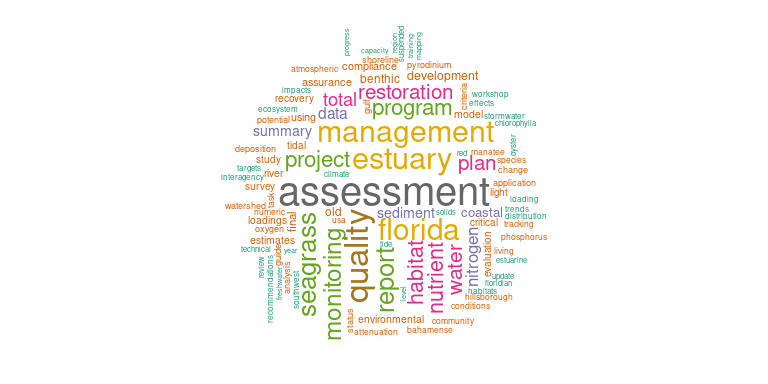 progress
capacity
region
suspended
training
mapping
shoreline
atmospheric
compliance
pyrodinium
assurance
benthic
development
impacts
recovery
total
restoration
criteria
workshop
ecosystem
gulf
program
effects
potential
using
data
model
stormwater
chlorophylla
summary
management
oyster
deposition
tidal
study
project
estuary
red
manatee
plan
species
targets
river
climate
change
interagency
survey
assessment
application
task
light
loading
watershed
numeric
final
old
sediment
solids
coastal
trends
distribution
loadings
usa
quality
florida
critical
tracking
oxygen
estimates
seagrass
monitoring
tide
report
habitat
nutrient
water
nitrogen
evaluation
phosphorus
technical
guide
year
living
estuarine
review
recommendations
freshwater
analysis
southwest
level
update
floridian
habitats
hillsborough
conditions
status
environmental
community
attenuation
bahamense